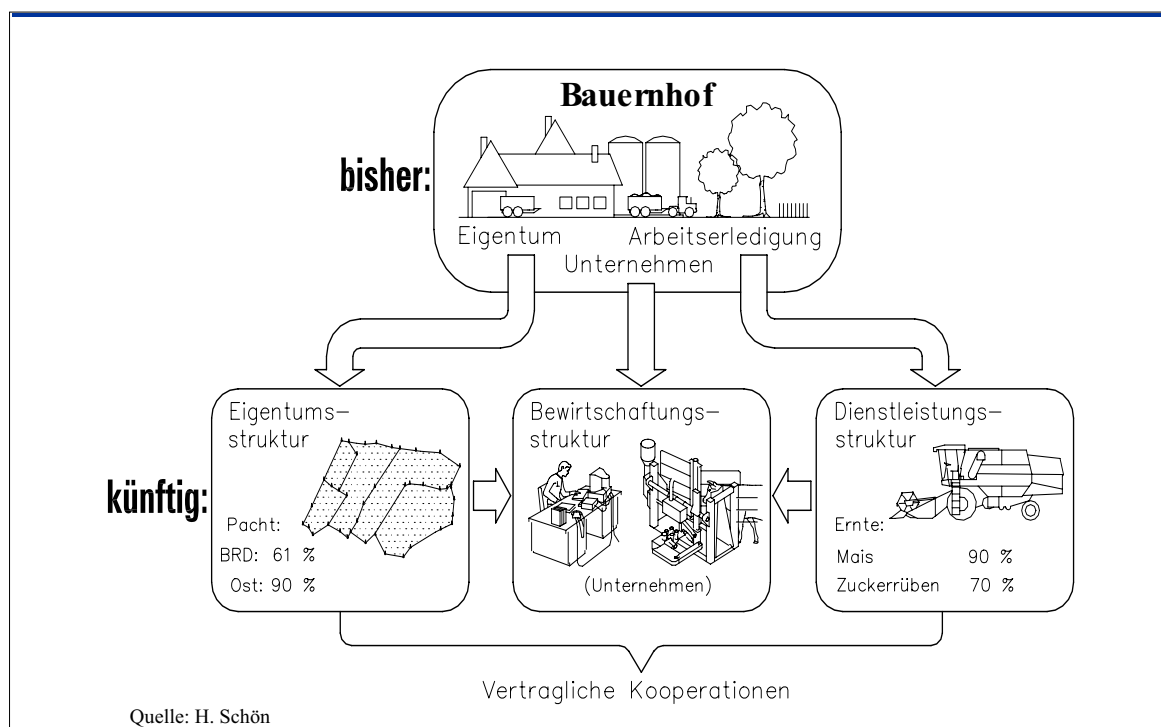 Bauernhof
bisher:
Eigentum Arbeitserledigung
Unternehmen
künftig:
Eigentums-
struktur
Pacht:
BRD: 61 %
Ost: 90 %
Bewirtschaftungs-
struktur
(Unternehmen)
Dienstleistungs-
struktur
Ernte:
Mais 90 %
Zuckerrüben 70 %
Vertragliche Kooperationen
Quelle: H. Schön